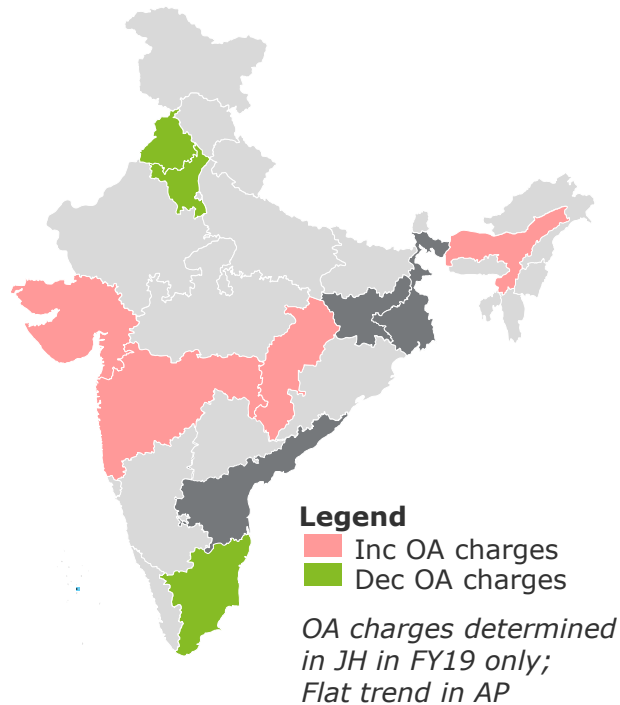 Legend
Inc OA charges
Dec OA charges
OA charges determined
in JH in FY19 only;
Flat trend in AP